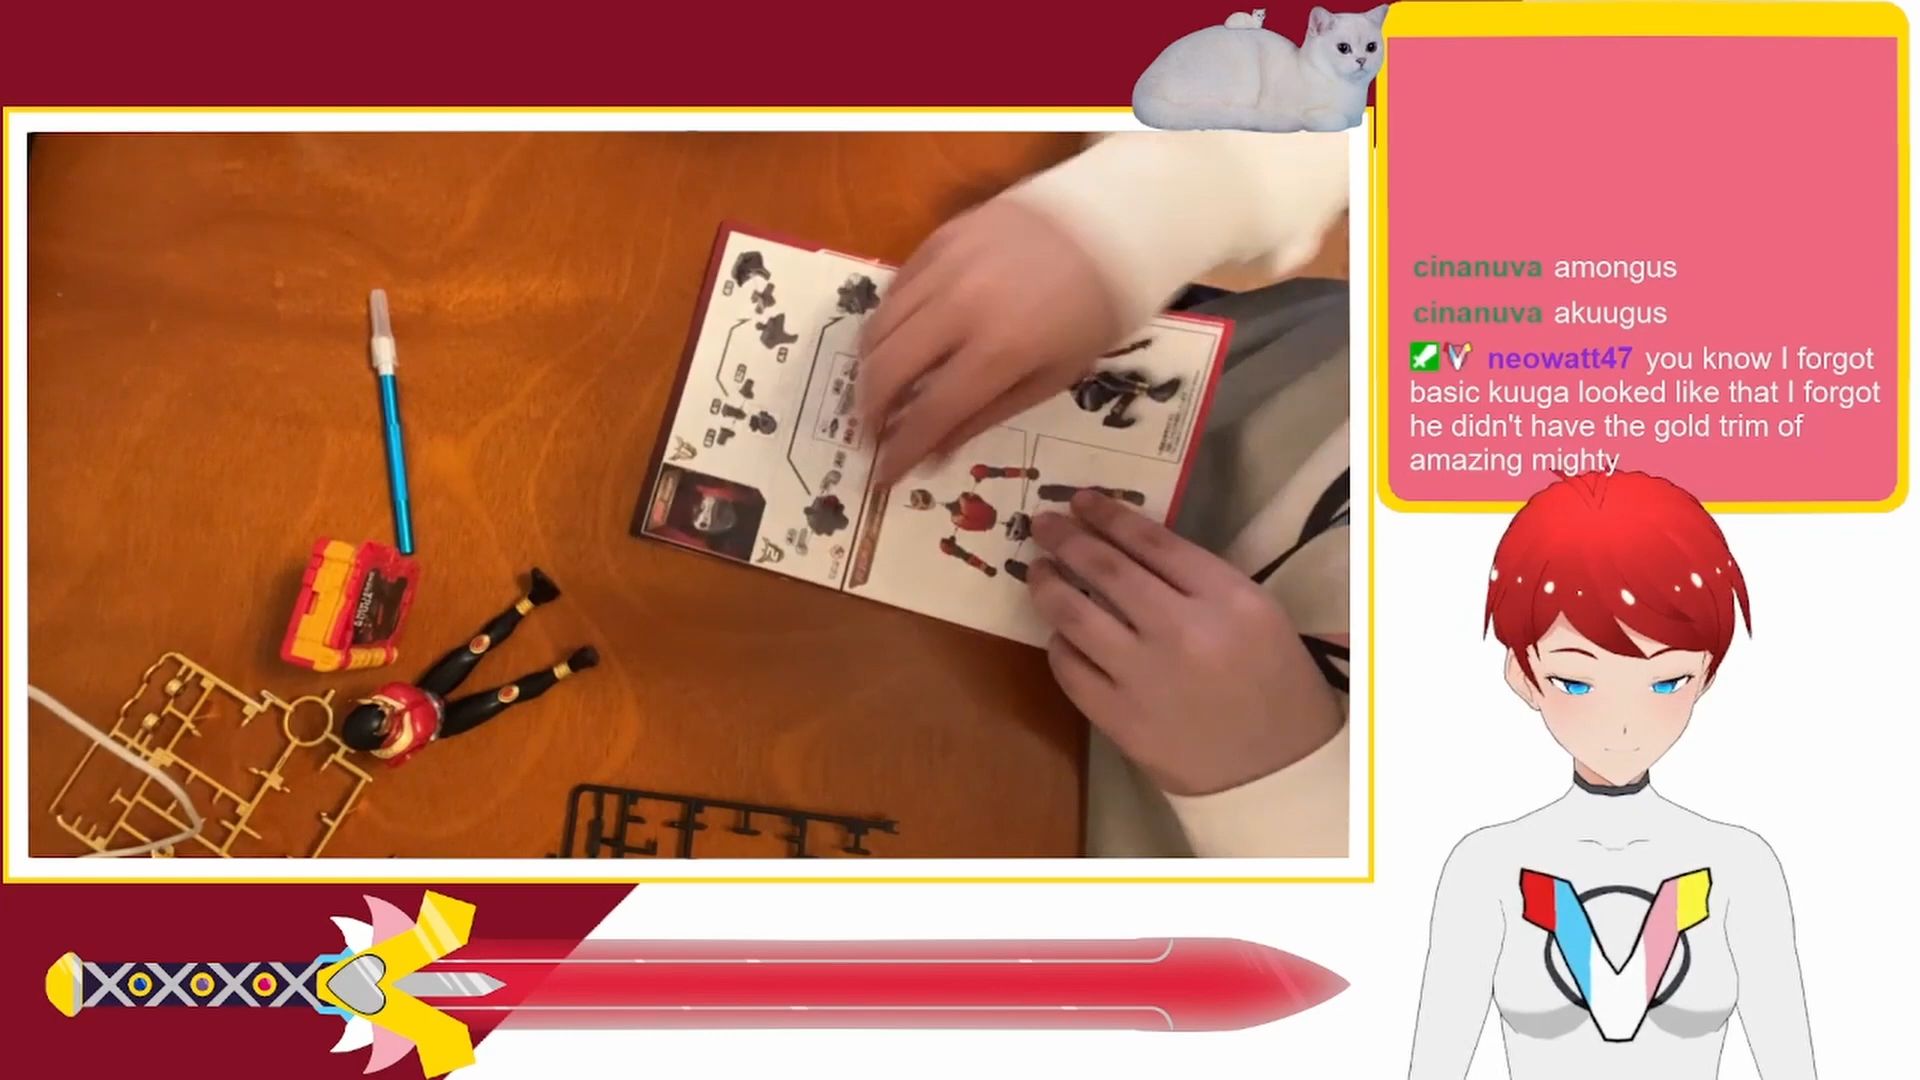 cinanuva amongus
cinanuva akuugus
neowatt47 you know I forgot
basic kuuga looked like that I forgot
he didn't have the gold trim of
amazing mighty